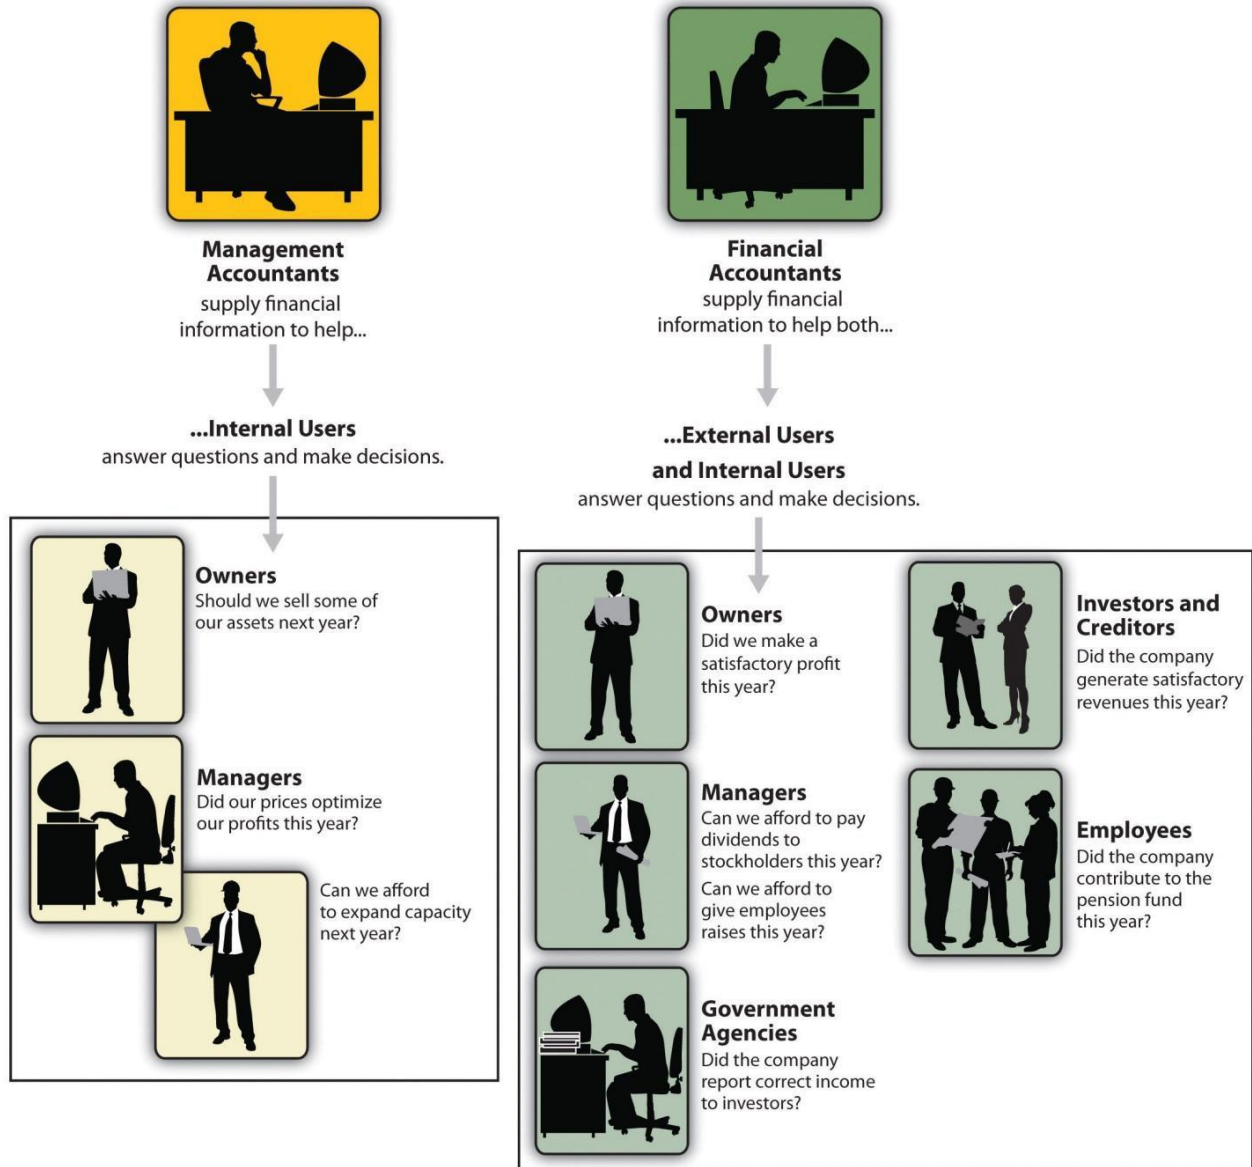 Management
Accountants
supply financial
information to help...
...Internal Users
answer questions and make decisions.
Owners
Should we sell some of
our assets next year?
Managers
Did our prices optimize
our profits this year?
Can we afford
to expand capacity
next year?
Financial
Accountants
supply financial
information to help both...
...External Users
and Internal Users
answer questions and make decisions.
Owners
Did we make a
satisfactory profit
this year?
Managers
Can we afford to pay
dividends to
stockholders this year?
Can we afford to
give employees
raises this year?
Government
Agencies
Did the company
report correct income
to investors?
Investors and
Creditors
Did the company
generate satisfactory
revenues this year?
Employees
Did the company
contribute to the
pension fund
this year?